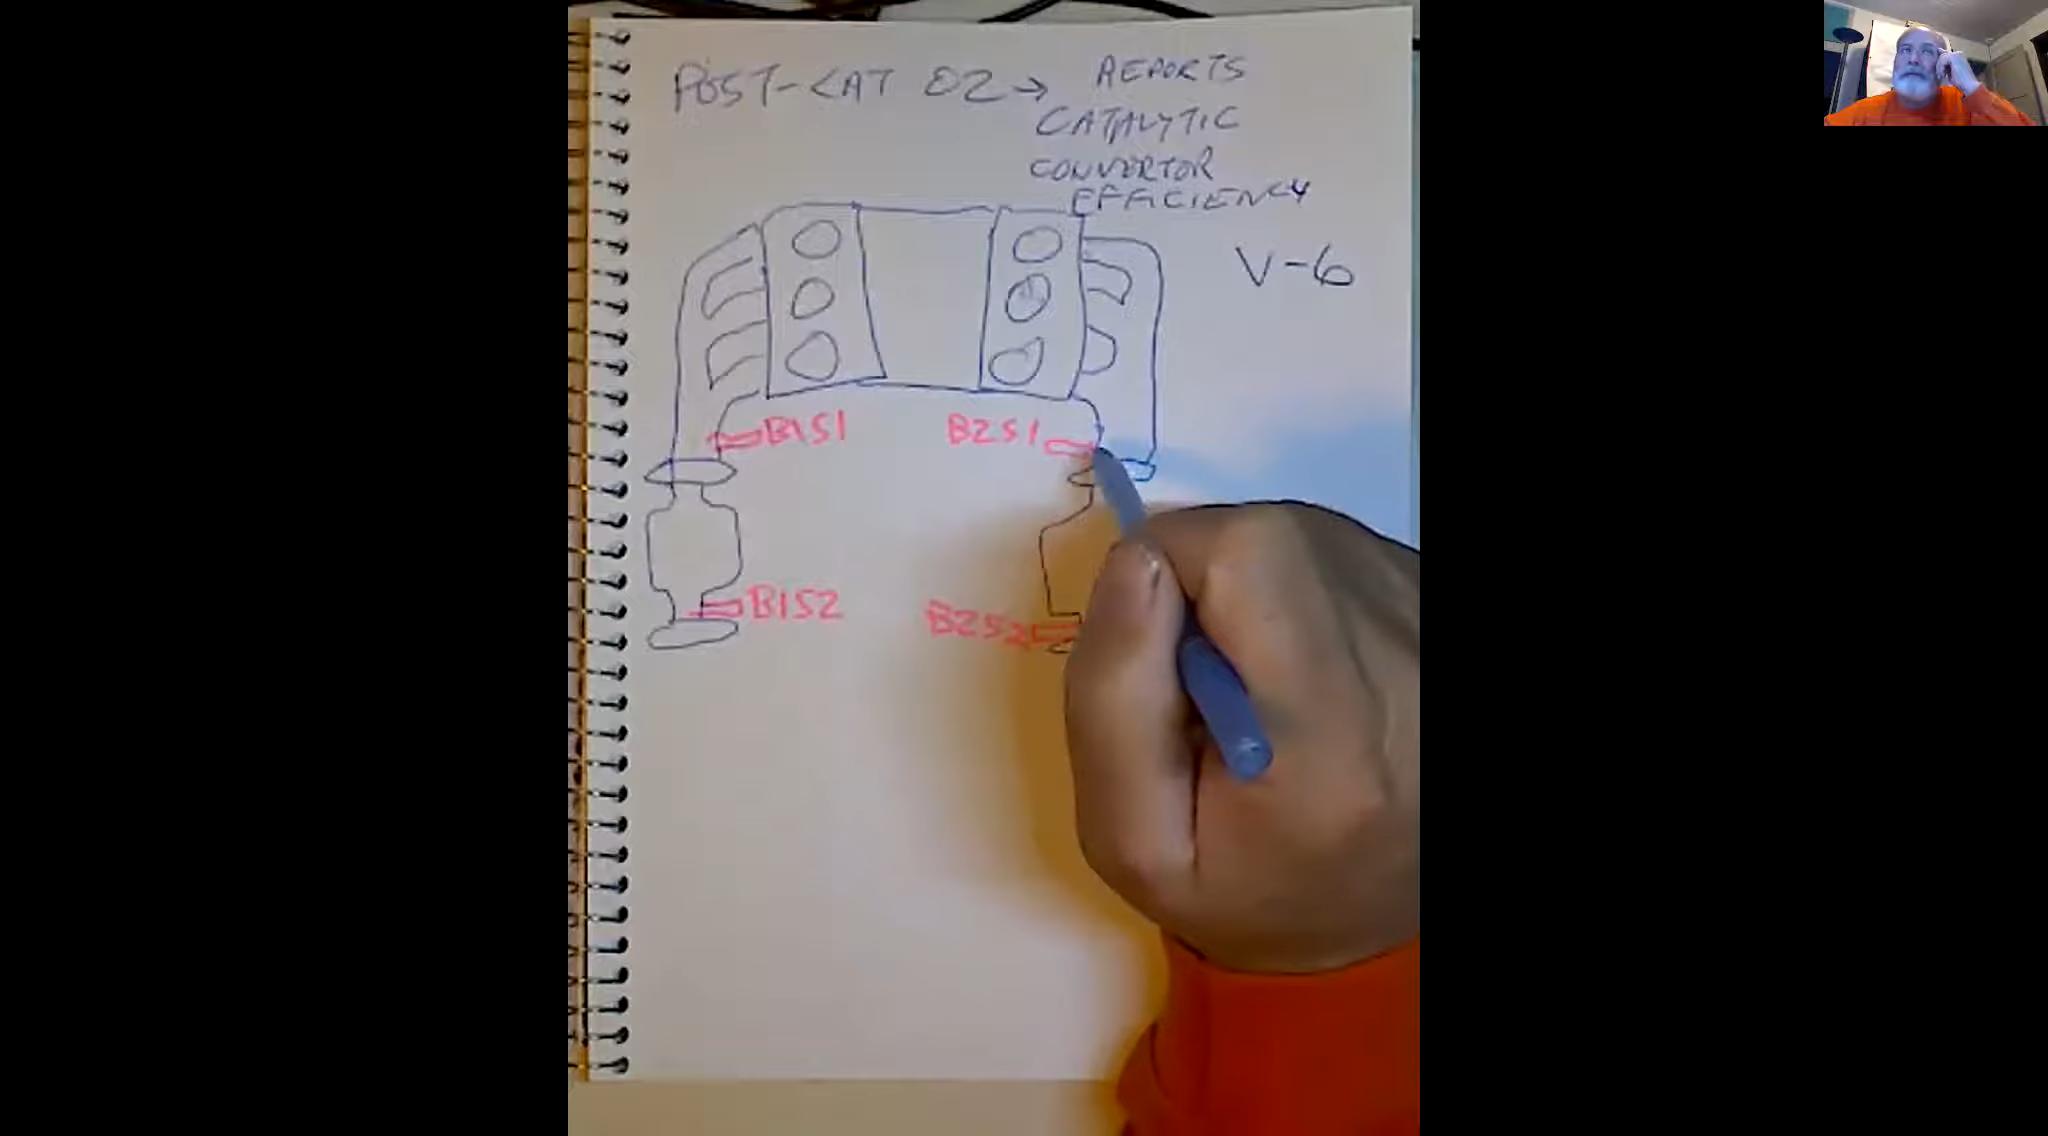 POST-CAT O2 → REPORTS
CATALYTIC
CONVERTOR
EFFICIENCY
V-6
B1S1
B2S1
B1S2
B2S2